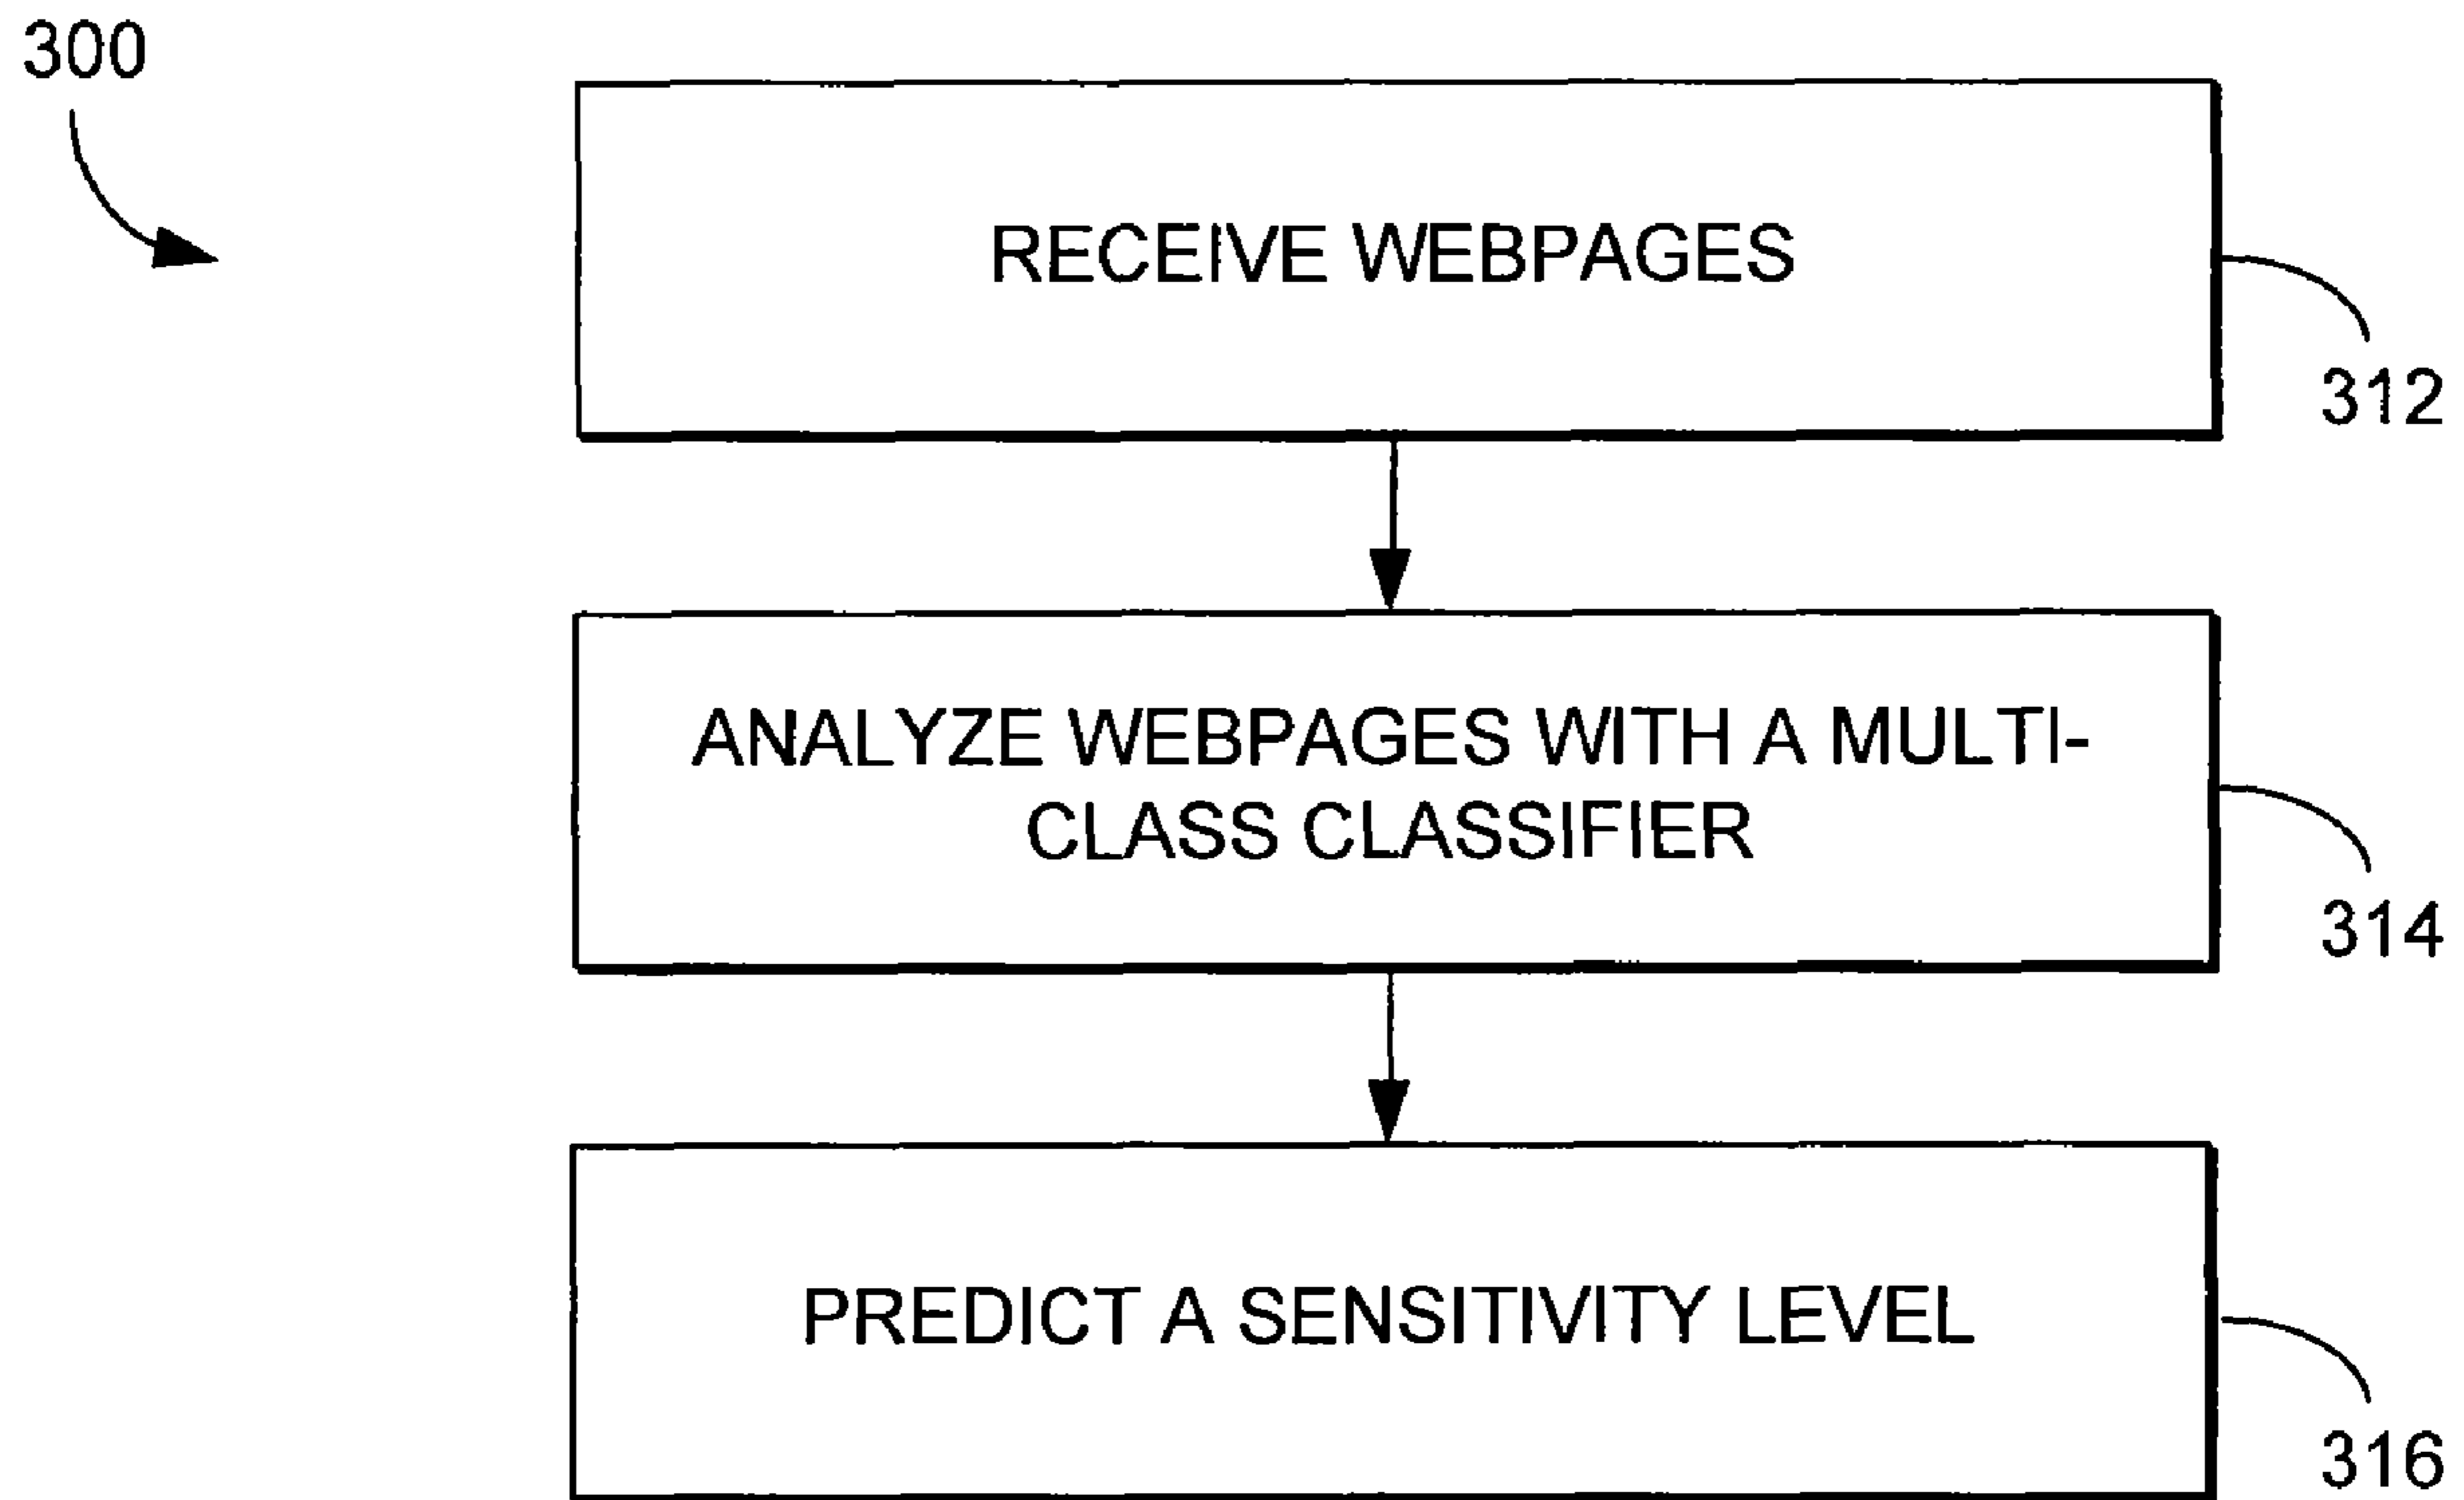 300
RECEIVE WEBPAGES
312
ANALYZE WEBPAGES WITH A MULTI-
CLASS CLASSIFIER
314
PREDICT A SENSITIVITY LEVEL
316